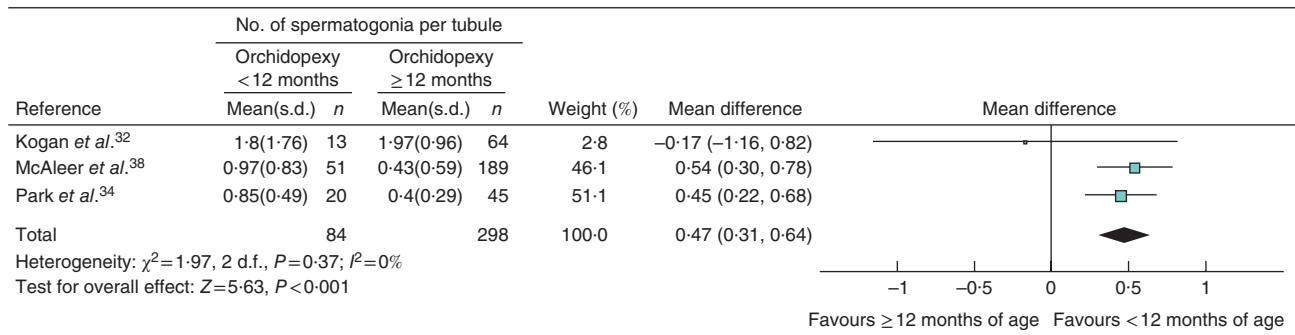 No. of spermatogonia per tubule
Orchidopexy Orchidopexy
<12 months ≥12 months
Reference Mean(s.d.) n Mean(s.d.) n Weight (%) Mean difference Mean difference
Kogan et al.32 1·8(1·76) 13 1·97(0·96) 64 2·8 −0·17 (−1·16, 0·82)
McAleer et al.38 0·97(0·83) 51 0·43(0·59) 189 46·1 0·54 (0·30, 0·78)
Park et al.34 0·85(0·49) 20 0·4(0·29) 45 51·1 0·45 (0·22, 0·68)
Total 84 298 100·0 0·47 (0·31, 0·64)
Heterogeneity: χ2=1·97, 2 d.f., P=0·37; I2=0%
Test for overall effect: Z=5·63, P<0·001
−1 −0·5 0 0·5 1
Favours ≥12 months of age Favours <12 months of age